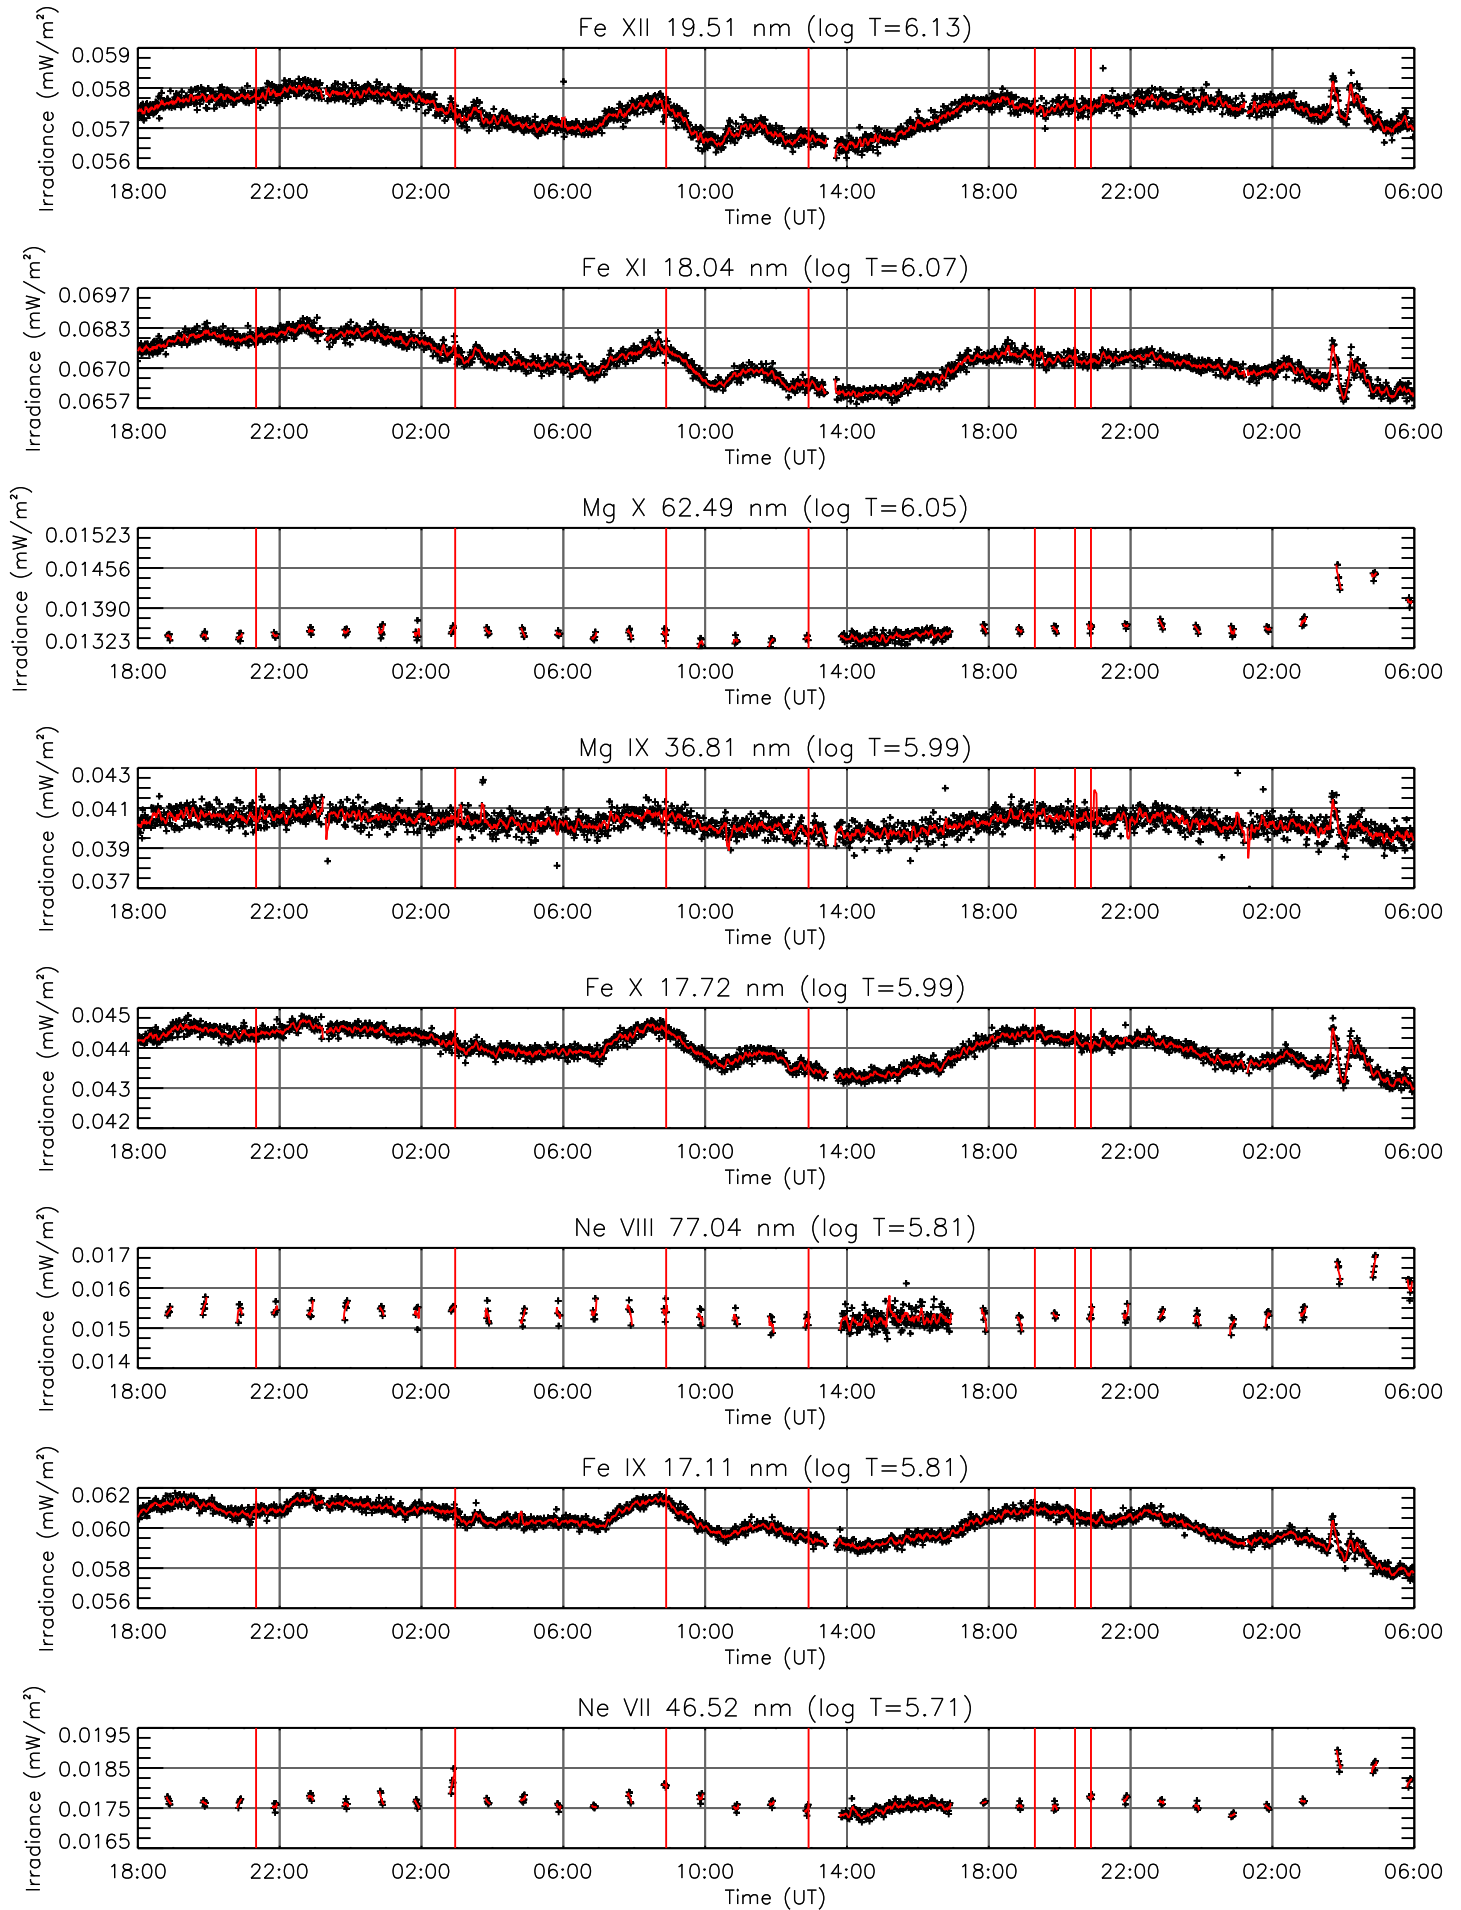 Fe XII 19.51 nm (log T=6.13)
Irradiance (mW/m²)
0.059
0.058
0.057
0.056
18:00 22:00 02:00 06:00 10:00 14:00 18:00 22:00 02:00 06:00
Time (UT)
Fe XI 18.04 nm (log T=6.07)
Irradiance (mW/m²)
0.0697
0.0683
0.0670
0.0657
18:00 22:00 02:00 06:00 10:00 14:00 18:00 22:00 02:00 06:00
Time (UT)
Mg X 62.49 nm (log T=6.05)
Irradiance (mW/m²)
0.01523
0.01456
0.01390
0.01323
18:00 22:00 02:00 06:00 10:00 14:00 18:00 22:00 02:00 06:00
Time (UT)
Mg IX 36.81 nm (log T=5.99)
Irradiance (mW/m²)
0.043
0.041
0.039
0.037
18:00 22:00 02:00 06:00 10:00 14:00 18:00 22:00 02:00 06:00
Time (UT)
Fe X 17.72 nm (log T=5.99)
Irradiance (mW/m²)
0.045
0.044
0.043
0.042
18:00 22:00 02:00 06:00 10:00 14:00 18:00 22:00 02:00 06:00
Time (UT)
Ne VIII 77.04 nm (log T=5.81)
Irradiance (mW/m²)
0.017
0.016
0.015
0.014
18:00 22:00 02:00 06:00 10:00 14:00 18:00 22:00 02:00 06:00
Time (UT)
Fe IX 17.11 nm (log T=5.81)
Irradiance (mW/m²)
0.062
0.060
0.058
0.056
18:00 22:00 02:00 06:00 10:00 14:00 18:00 22:00 02:00 06:00
Time (UT)
Ne VII 46.52 nm (log T=5.71)
Irradiance (mW/m²)
0.0195
0.0185
0.0175
0.0165
18:00 22:00 02:00 06:00 10:00 14:00 18:00 22:00 02:00 06:00
Time (UT)